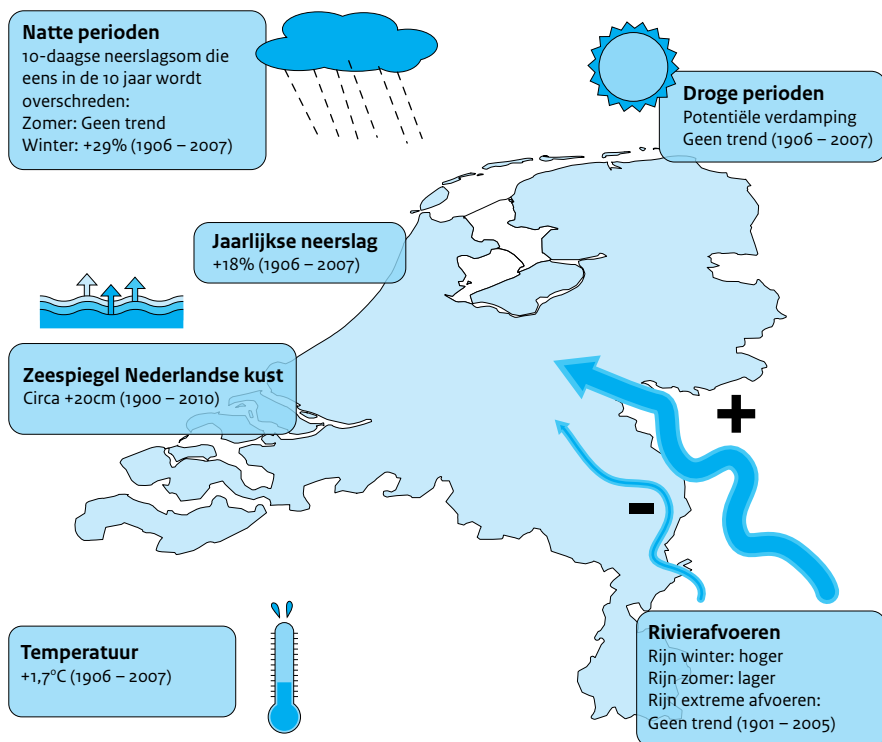 Natte perioden
10-daagse neerslagsom die
eens in de 10 jaar wordt
overschreden:
Zomer: Geen trend
Winter: +29% (1906 – 2007)
Droge perioden
Potentiële verdamping
Geen trend (1906 – 2007)
Jaarlijkse neerslag
+18% (1906 – 2007)
Zeespiegel Nederlandse kust
Circa +20cm (1900 – 2010)
+
-
Temperatuur
+1,7°C (1906 – 2007)
Rivierafvoeren
Rijn winter: hoger
Rijn zomer: lager
Rijn extreme afvoeren:
Geen trend (1901 – 2005)